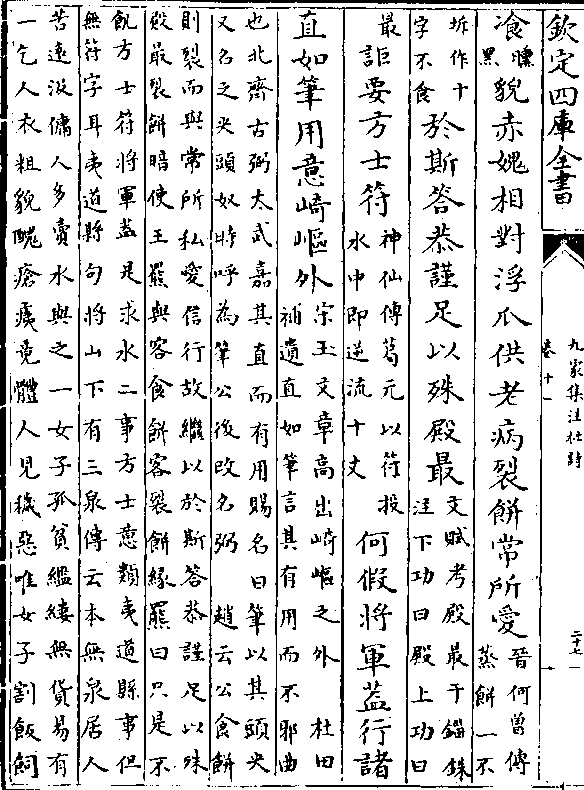 欽定四庫全書
飡曛黑貌赤媿相對浮瓜供老病裂餅常所愛晉何曾傳蒸餅一不
坼作十字不食於斯答恭謹足以殊殿最文賦考殿最于錙銖注下功曰殿上功曰
最詎要方士符神仙傳葛元以符投水中即逆流十丈何假將軍蓋行諸
直如筆用意崎嶇外宋玉文章高出崎嶇之外 杜田補遺直如筆言其有用而不邪曲
也北齊古弼太武嘉其直而有用賜名曰筆以其頭尖
又名之尖頭奴時呼為筆公後改名弼 趙云公食餅
則裂而與常所私愛信行故繼以於斯答恭謹足以殊
殿最裂餅暗使王羆與客食餅客裂餅緣羆曰只是不
飢方士符將軍蓋是求水二事方士意類夷道縣事但
無符字耳夷道縣句將山下有三泉傳云本無泉居人
苦遠汲傭人多賣水與之一女子孤貧繿縷無貨易有
一乞人衣粗貌醜瘡痍竟體人見穢惡唯女子割飯飼
九家集注杜詩
卷十一
二十七